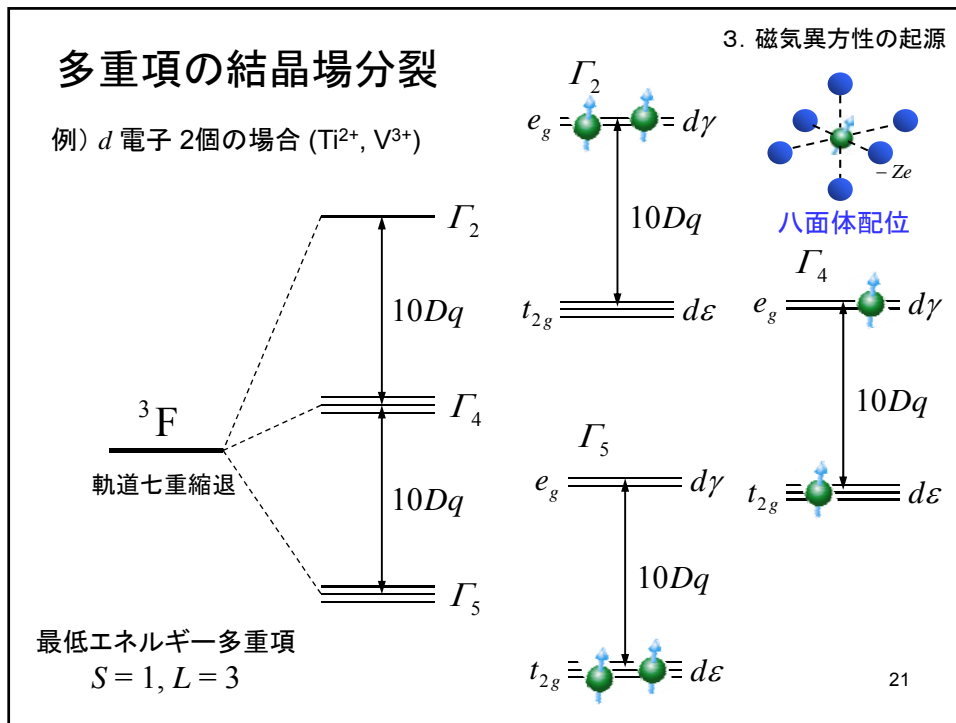 3．磁気異方性の起源
多重項の結晶場分裂
例) d 電子 2個の場合 (Ti²⁺, V³⁺)
Γ₂
e_g dγ
10Dq
t₂g dε
– Ze
八面体配位
Γ₂
10Dq
Γ₄
10Dq
Γ₅
³F
軌道七重縮退
Γ₄
e_g dγ
10Dq
t₂g dε
Γ₅
e_g dγ
10Dq
t₂g dε
最低エネルギー多重項
S = 1, L = 3
21